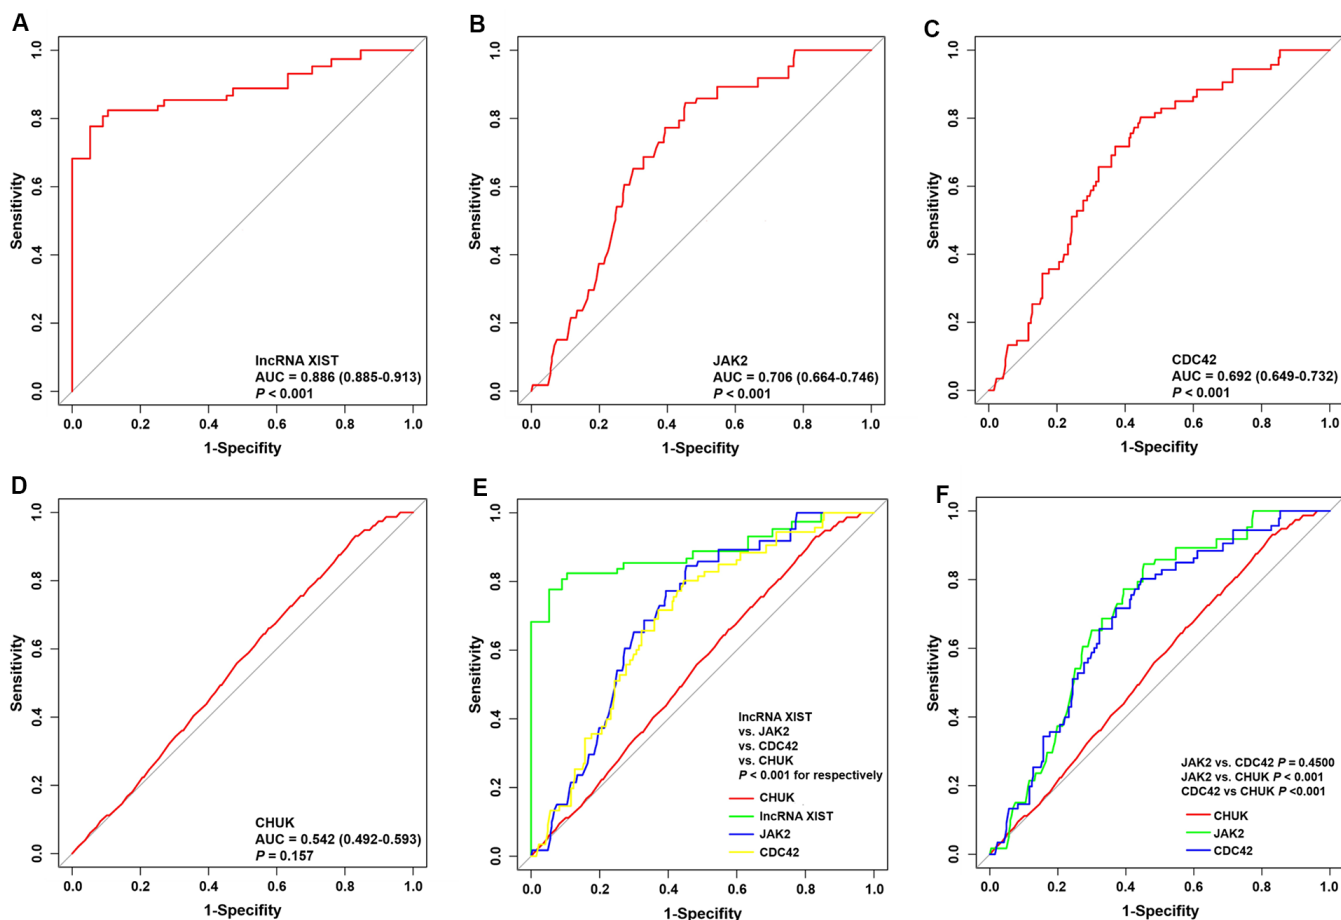 A
1.0
0.8
0.6
0.4
0.2
0.0
Sensitivity
lncRNA XIST
AUC = 0.886 (0.885-0.913)
P < 0.001
0.0 0.2 0.4 0.6 0.8 1.0
1-Specifity
B
1.0
0.8
0.6
0.4
0.2
0.0
Sensitivity
JAK2
AUC = 0.706 (0.664-0.746)
P < 0.001
0.0 0.2 0.4 0.6 0.8 1.0
1-Specifity
C
1.0
0.8
0.6
0.4
0.2
0.0
Sensitivity
CDC42
AUC = 0.692 (0.649-0.732)
P < 0.001
0.0 0.2 0.4 0.6 0.8 1.0
1-Specifity
D
1.0
0.8
0.6
0.4
0.2
0.0
Sensitivity
CHUK
AUC = 0.542 (0.492-0.593)
P = 0.157
0.0 0.2 0.4 0.6 0.8 1.0
1-Specifity
E
1.0
0.8
0.6
0.4
0.2
0.0
Sensitivity
lncRNA XIST
vs. JAK2
vs. CDC42
vs. CHUK
P < 0.001 for respectively
CHUK
lncRNA XIST
JAK2
CDC42
0.0 0.2 0.4 0.6 0.8 1.0
1-Specifity
F
1.0
0.8
0.6
0.4
0.2
0.0
Sensitivity
JAK2 vs. CDC42 P = 0.4500
JAK2 vs. CHUK P < 0.001
CDC42 vs CHUK P <0.001
CHUK
JAK2
CDC42
0.0 0.2 0.4 0.6 0.8 1.0
1-Specifity